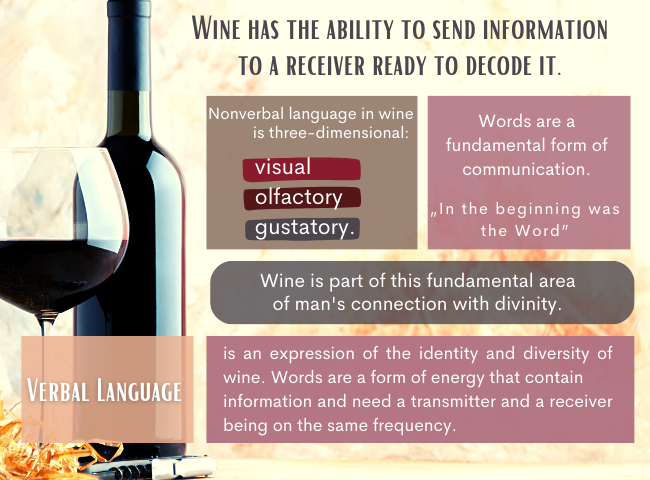 Wine has the ability to send information
to a receiver ready to decode it.
Nonverbal language in wine
is three-dimensional:
visual
olfactory
gustatory.
Words are a
fundamental form of
communication.
„In the beginning was
the Word”
Wine is part of this fundamental area
of man's connection with divinity.
Verbal Language
is an expression of the identity and diversity of
wine. Words are a form of energy that contain
information and need a transmitter and a receiver
being on the same frequency.